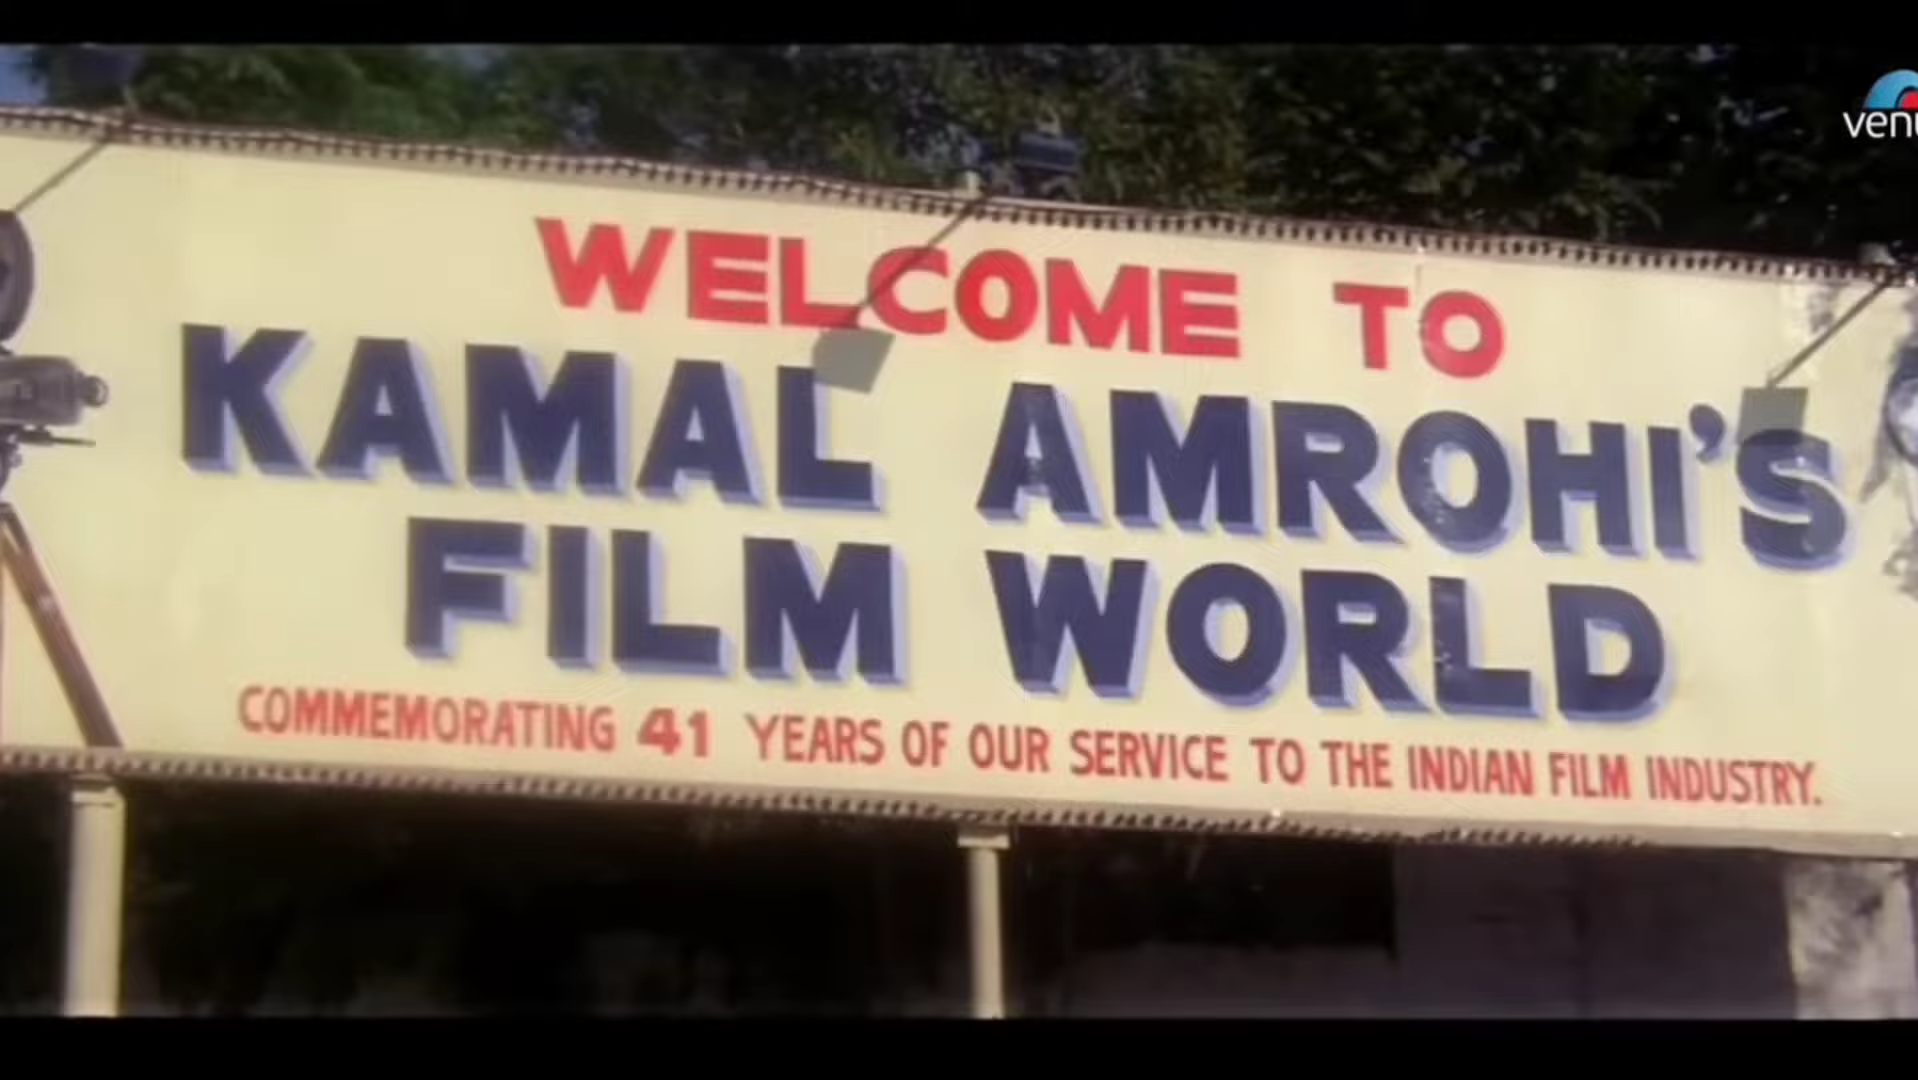 WELCOME TO
KAMAL AMROHI'S
FILM WORLD
COMMEMORATING 41 YEARS OF OUR SERVICE TO THE INDIAN FILM INDUSTRY.